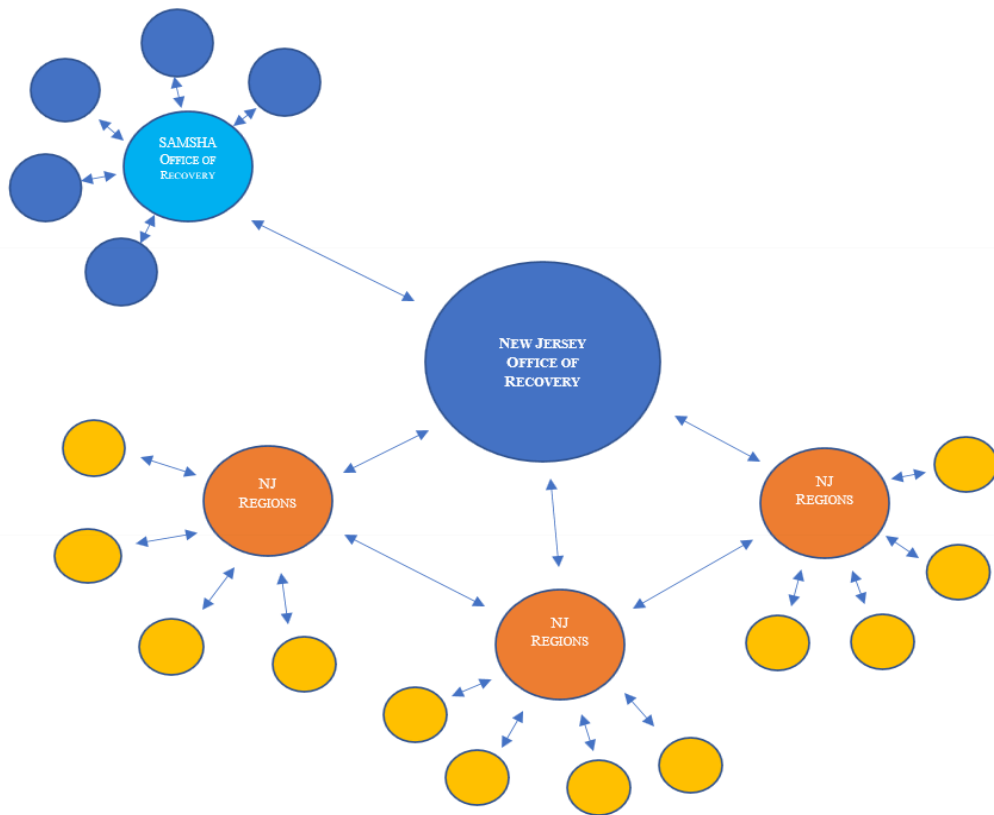 SAMSHA
OFFICE OF
RECOVERY
NEW JERSEY
OFFICE OF
RECOVERY
NJ
REGIONS
NJ
REGIONS
NJ
REGIONS